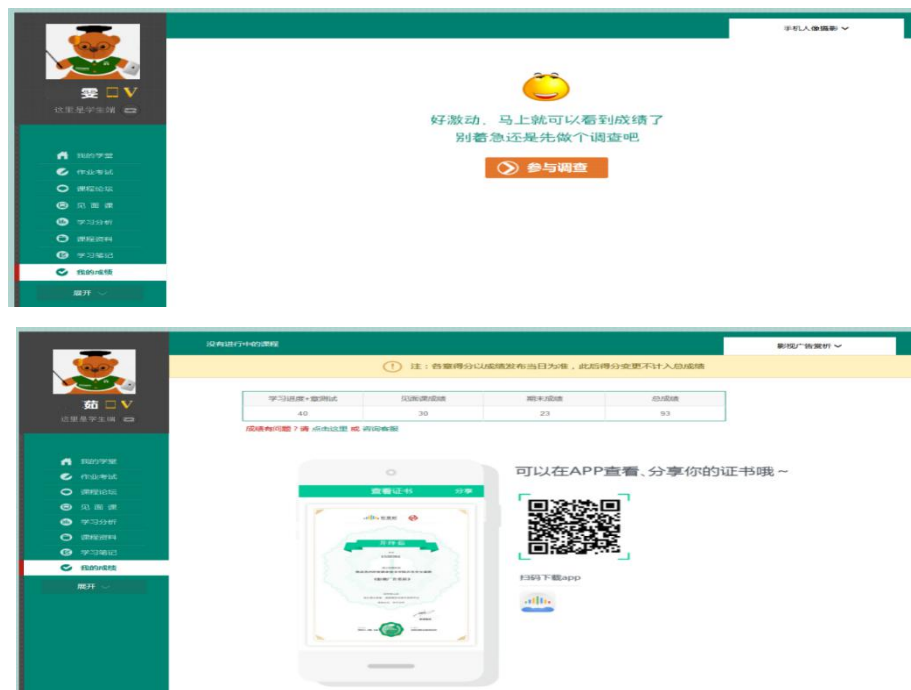 手机人像摄影
雯
V
这里是学生端
好激动，马上就可以看到成绩了
别着急还是先做个调查吧
参与调查
我的学堂
作业考试
课程论坛
见 面 课
学习分析
课程资料
学习笔记
我的成绩
展开
没有进行中的课程
影视广告赏析
注：各章得分以成绩发布当日为准，此后得分变更不计入总成绩
茹
V
这里是学生端
学习进度+章测试 见面课成绩 期末成绩 总成绩
40 30 23 93
成绩有问题？请 点击这里 或 咨询客服
我的学堂
作业考试
课程论坛
见 面 课
学习分析
课程资料
学习笔记
我的成绩
展开
查看证书 分享
可以在APP查看、分享你的证书哦～
扫码下载app